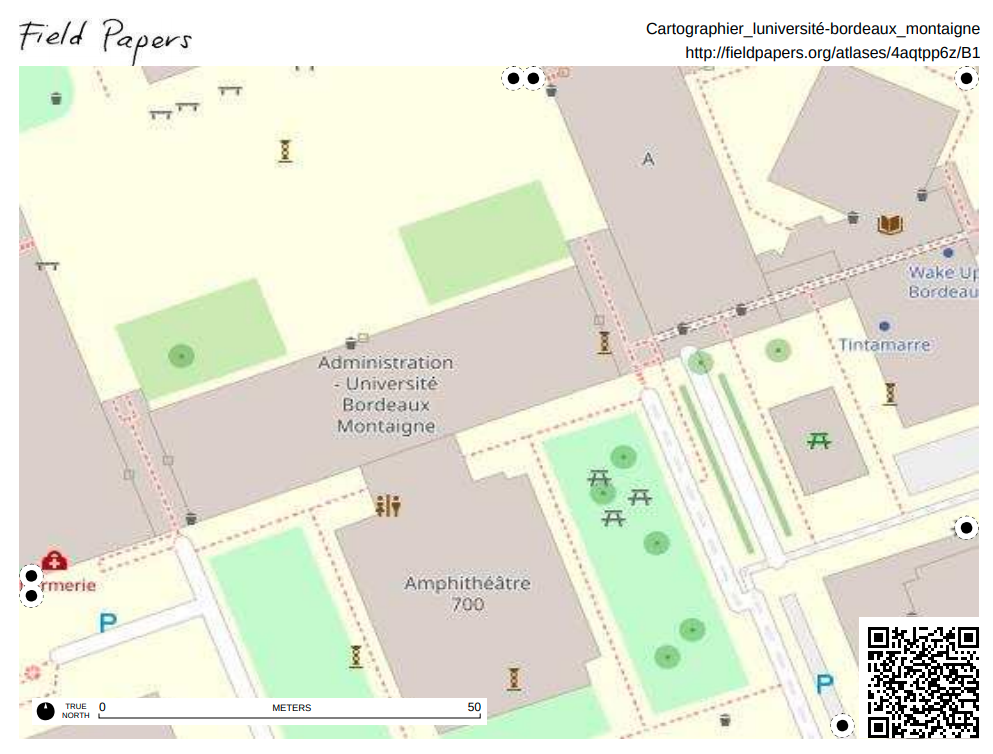 Field Papers
Cartographier_luniversité-bordeaux_montaigne
http://fieldpapers.org/atlases/4aqtpp6z/B1
A
Wake Up
Bordeau
Tintamarre
Administration
- Université
Bordeaux
Montaigne
Amphithéâtre
700
rmerie
P
P
TRUE
NORTH
0
METERS
50